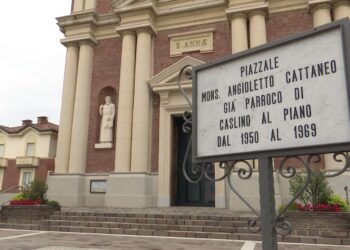 S. ANNÆ
PIAZZALE
MONS. ANGIOLETTO CATTANEO
GIÀ PARROCO DI
CASLINO AL PIANO
DAL 1950 AL 1969